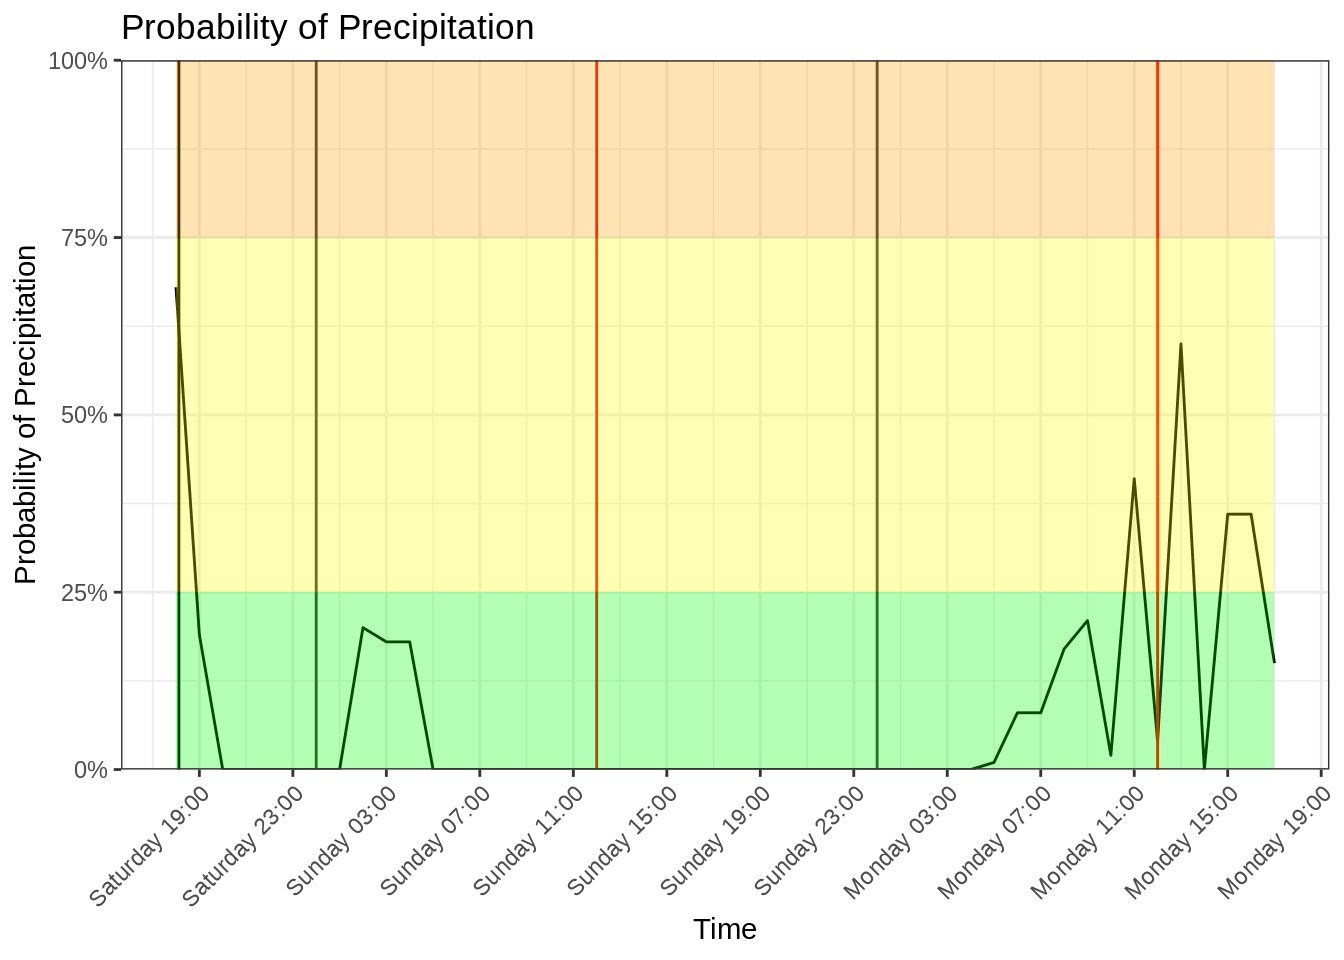 Probability of Precipitation
100%
75%
50%
25%
0%
Probability of Precipitation
Saturday 19:00
Saturday 23:00
Sunday 03:00
Sunday 07:00
Sunday 11:00
Sunday 15:00
Sunday 19:00
Sunday 23:00
Monday 03:00
Monday 07:00
Monday 11:00
Monday 15:00
Monday 19:00
Time